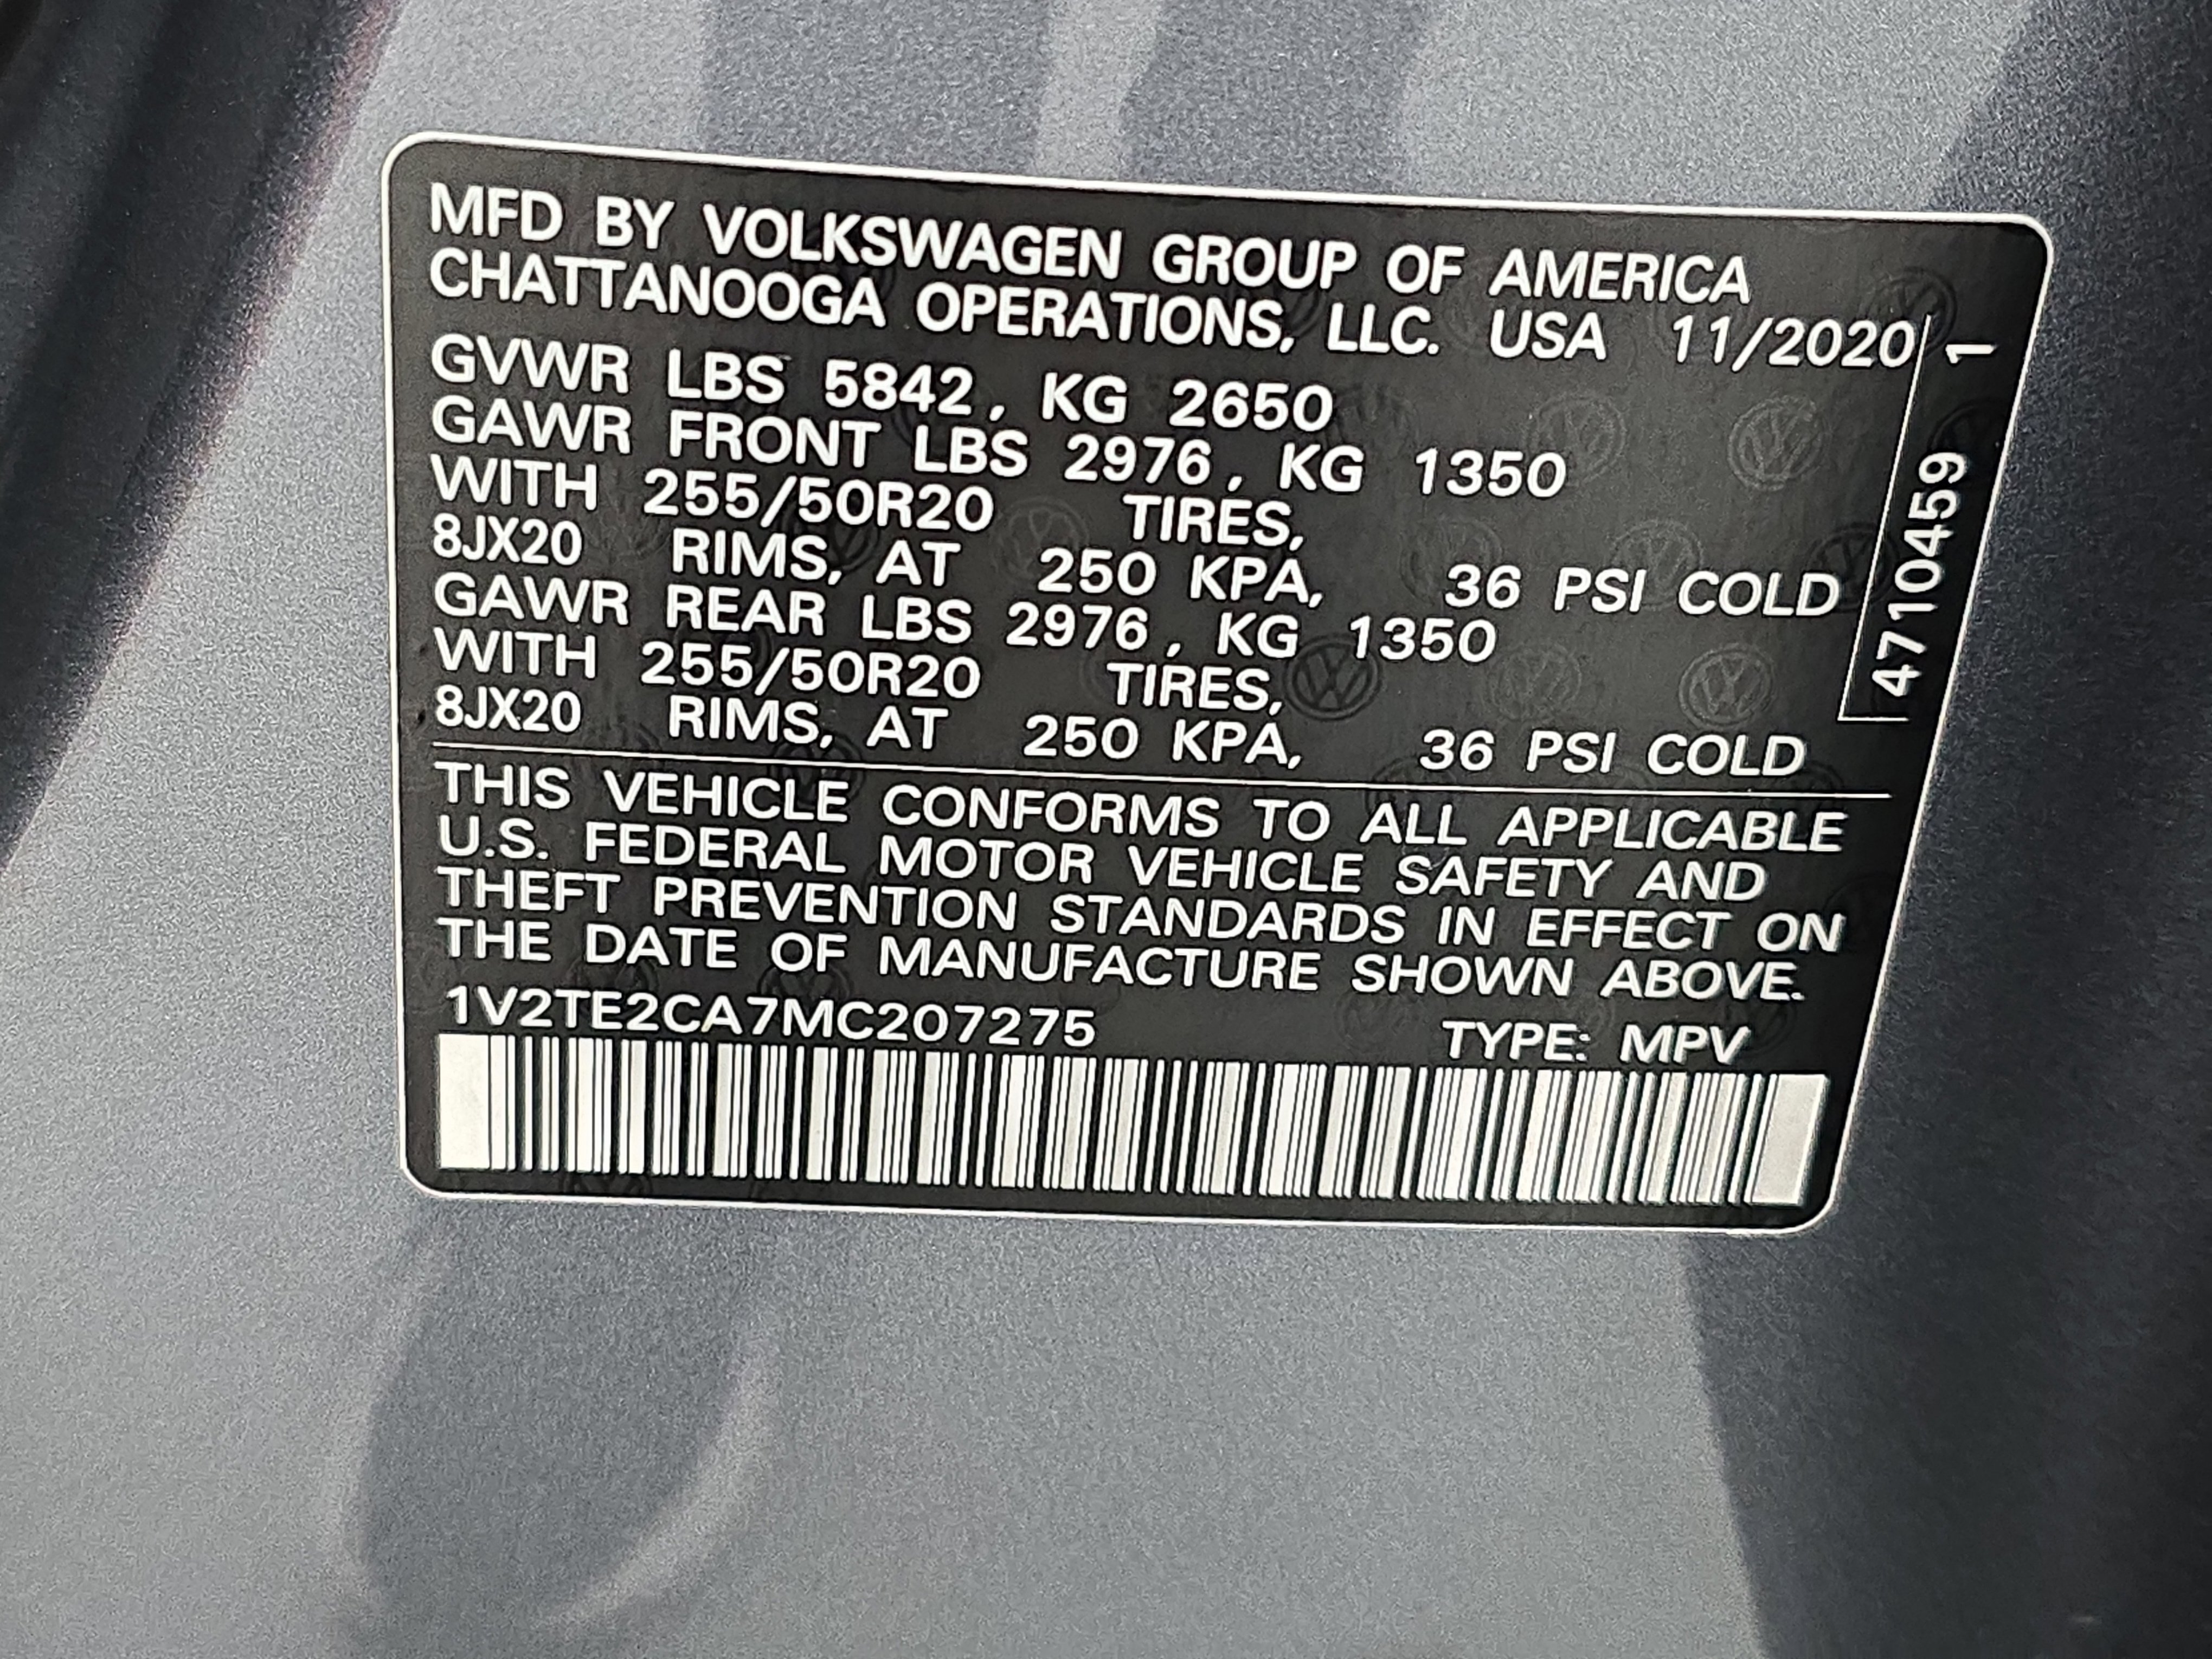 MFD BY VOLKSWAGEN GROUP OF AMERICA
CHATTANOOGA OPERATIONS, LLC. USA 11/2020
GVWR LBS 5842, KG 2650
GAWR FRONT LBS 2976, KG 1350
WITH 255/50R20 TIRES,
8JX20 RIMS, AT 250 KPA, 36 PSI COLD
GAWR REAR LBS 2976, KG 1350
WITH 255/50R20 TIRES,
8JX20 RIMS, AT 250 KPA, 36 PSI COLD
4710459 1
THIS VEHICLE CONFORMS TO ALL APPLICABLE
U.S. FEDERAL MOTOR VEHICLE SAFETY AND
THEFT PREVENTION STANDARDS IN EFFECT ON
THE DATE OF MANUFACTURE SHOWN ABOVE.
1V2TE2CA7MC207275 TYPE: MPV